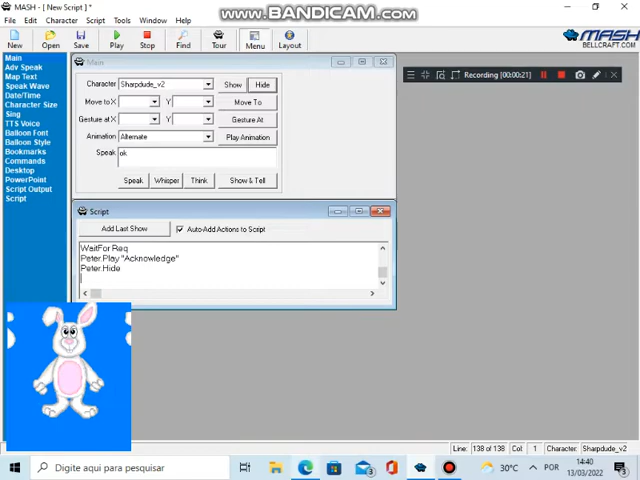 MASH - [ New Script ] *
www.BANDICAM.com
File Edit Character Script Tools Window Help
New Open Save Play Stop Find Tour Menu Layout
MASH
BELLCRAFT.COM
Recording [00:00:21]
Main
Adv Speak
Map Text
Speak Wave
Date/Time
Character Size
Sing
TTS Voice
Balloon Font
Balloon Style
Bookmarks
Commands
Desktop
PowerPoint
Script Output
Script
Main
Character Sharpdude_v2 Show Hide
Move to X Y Move To
Gesture at X Y Gesture At
Animation Alternate Play Animation
Speak ok
Speak Whisper Think Show & Tell
Script
Add Last Show Auto-Add Actions to Script
WaitFor Req
Peter.Play "Acknowledge"
Peter.Hide
Line: 138 of 138 Col: 1 Character: Sharpdude_v2
Digite aqui para pesquisar
3
30°C
POR
14:40
13/03/2022
3